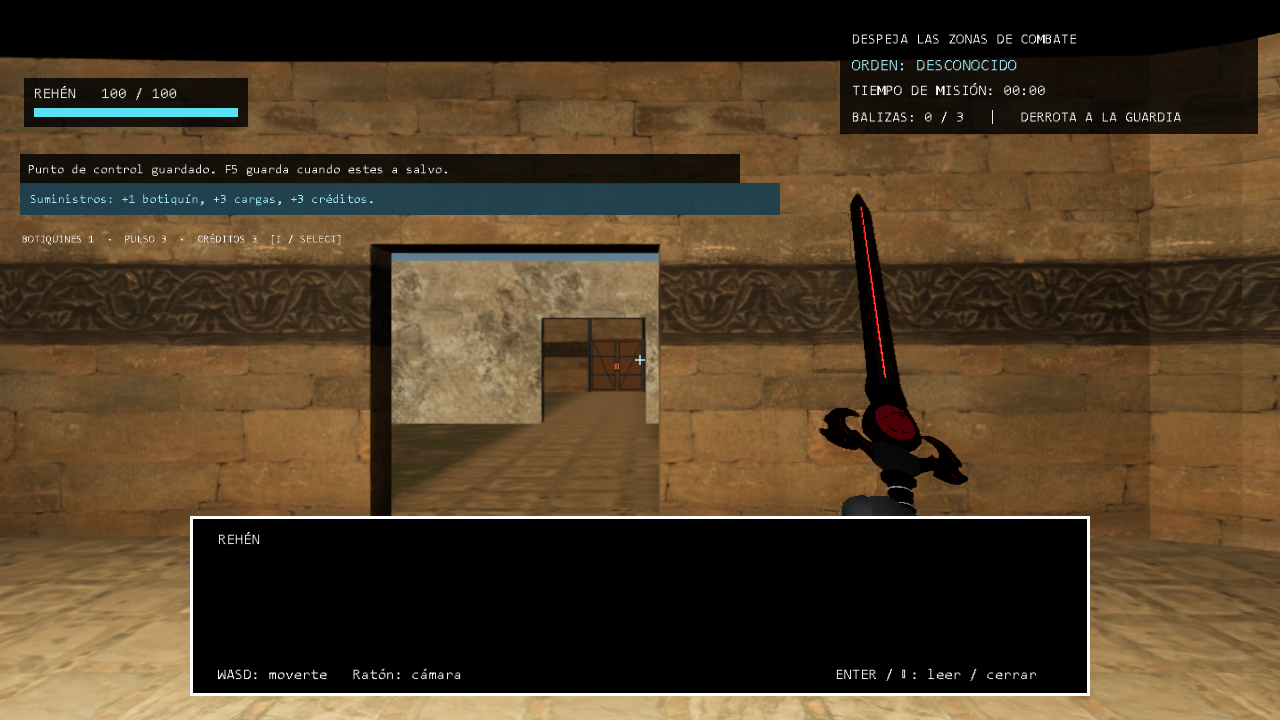 DESPEJA LAS ZONAS DE COMBATE
ORDEN: DESCONOCIDO
TIEMPO DE MISIÓN: 00:00
BALIZAS: 0 / 3 | DERROTA A LA GUARDIA
REHÉN 100 / 100
Punto de control guardado. F5 guarda cuando estes a salvo.
Suministros: +1 botiquín, +3 cargas, +3 créditos.
BOTIQUINES 1 · PULSO 3 · CRÉDITOS 3 [I / SELECT]
REHÉN
WASD: moverte Ratón: cámara
ENTER / ▯: leer / cerrar